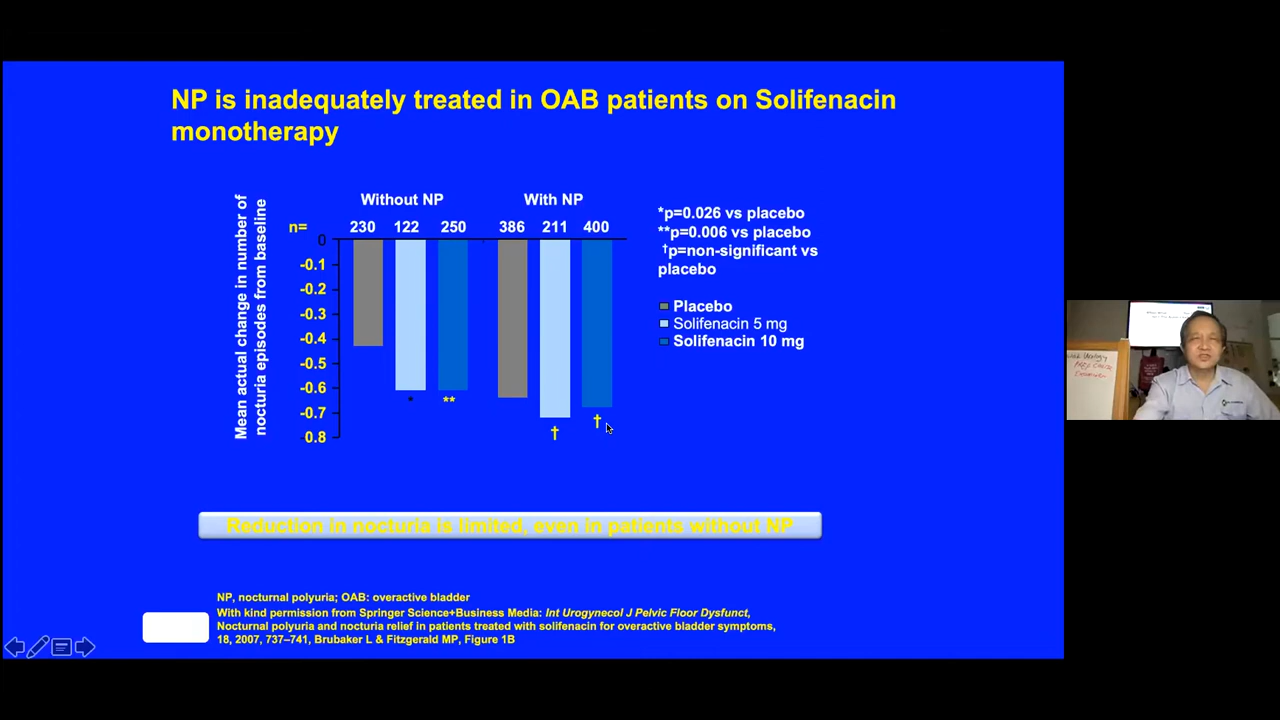 NP is inadequately treated in OAB patients on Solifenacin
monotherapy
Mean actual change in number of
nocturia episodes from baseline
Without NP
With NP
n=
230
122
250
386
211
400
0
-0.1
-0.2
-0.3
-0.4
-0.5
-0.6
-0.7
0.8
*
**
†
†
*p=0.026 vs placebo
**p=0.006 vs placebo
†p=non-significant vs
placebo
Placebo
Solifenacin 5 mg
Solifenacin 10 mg
Reduction in nocturia is limited, even in patients without NP
NP, nocturnal polyuria; OAB: overactive bladder
With kind permission from Springer Science+Business Media: Int Urogynecol J Pelvic Floor Dysfunct,
Nocturnal polyuria and nocturia relief in patients treated with solifenacin for overactive bladder symptoms,
18, 2007, 737–741, Brubaker L & Fitzgerald MP, Figure 1B